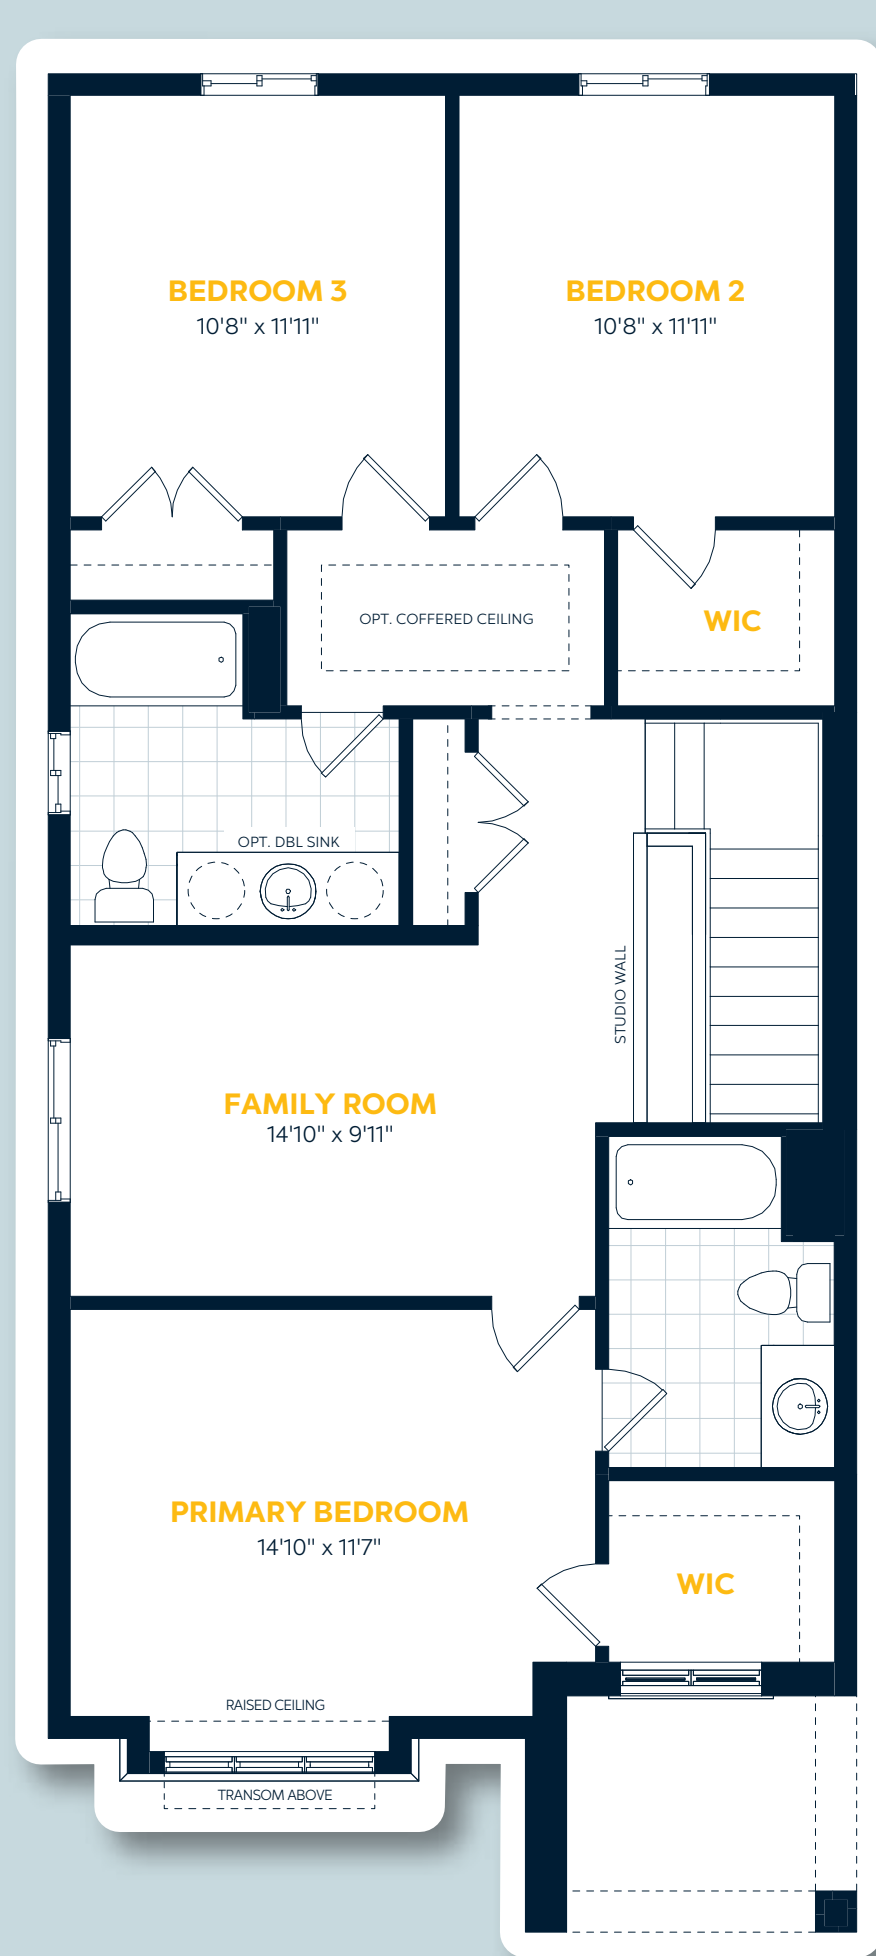 BEDROOM 3
10'8" x 11'11"
BEDROOM 2
10'8" x 11'11"
OPT. COFFERED CEILING
WIC
OPT. DBL SINK
STUDIO WALL
FAMILY ROOM
14'10" x 9'11"
PRIMARY BEDROOM
14'10" x 11'7"
WIC
RAISED CEILING
TRANSOM ABOVE